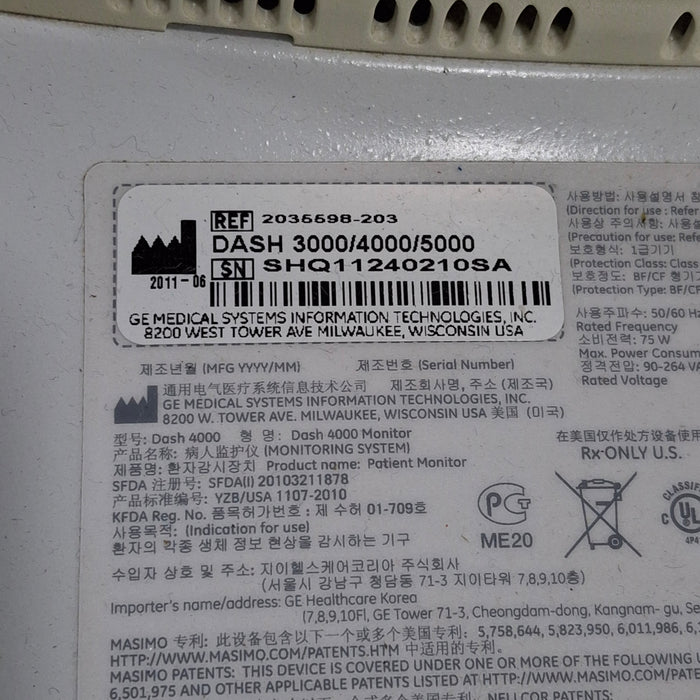 REF 2035598-203
DASH 3000/4000/5000
SN SHQ11240210SA
2011-06
GE MEDICAL SYSTEMS INFORMATION TECHNOLOGIES, INC.
8200 WEST TOWER AVE MILWAUKEE, WISCONSIN USA
사용방법: 사용설명서 참
(Direction for use : Refer
사용상 주의사항: 사용설
(Precaution for use: Refe
보호형식: 1급기기
(Protection Class: Class
보호정도: BF/CF 형기기
(Protection Type: BF/CF
사용주파수: 50/60 Hz
Rated Frequency
소비전력: 75 W
Max. Power Consum
정격전압: 90-264 VA
Rated Voltage
제조년월 (MFG YYYY/MM) 제조번호 (Serial Number)
通用电气医疗系统信息技术公司 제조회사명, 주소 (제조국)
GE MEDICAL SYSTEMS INFORMATION TECHNOLOGIES, INC.
8200 W. TOWER AVE. MILWAUKEE, WISCONSIN USA 美国 (미국)
型号: Dash 4000 형 명: Dash 4000 Monitor
产品名称: 病人监护仪 (MONITORING SYSTEM)
제품명: 환자감시장치 Product name: Patient Monitor
SFDA 注册号: SFDA(I) 20103211878
产品标准编号: YZB/USA 1107-2010
KFDA Reg. No. 품목허가번호 : 제 수허 01-709호
사용목적: (Indication for use)
환자의 각종 생체 정보 현상을 감시하는 기구
在美国仅作处方设备使用
Rx-ONLY U.S.
PG
ME20
CLASSIFI
C UL
4P4
수입자 상호 및 주소: 지이헬스케어코리아 주식회사
(서울시 강남구 청담동 71-3 지이타워 7,8,9,10층)
Importer's name/address: GE Healthcare Korea
(7,8,9,10F), GE Tower 71-3, Cheongdam-dong, Kangnam- gu, Se
MASIMO 专利: 此设备包含以下一个或多个美国专利: 5,758,644, 5,823,950, 6,011,986, 6,
HTTP://WWW.MASIMO.COM/PATENTS.HTM 中适用的专利.
MASIMO PATENTS: THIS DEVICE IS COVERED UNDER ONE OR MORE OF THE FOLLOWING U
6,501,975 AND OTHER APPLICABLE PATENTS LISTED AT: HTTP://WWW.MASIMO.COM/PATEN